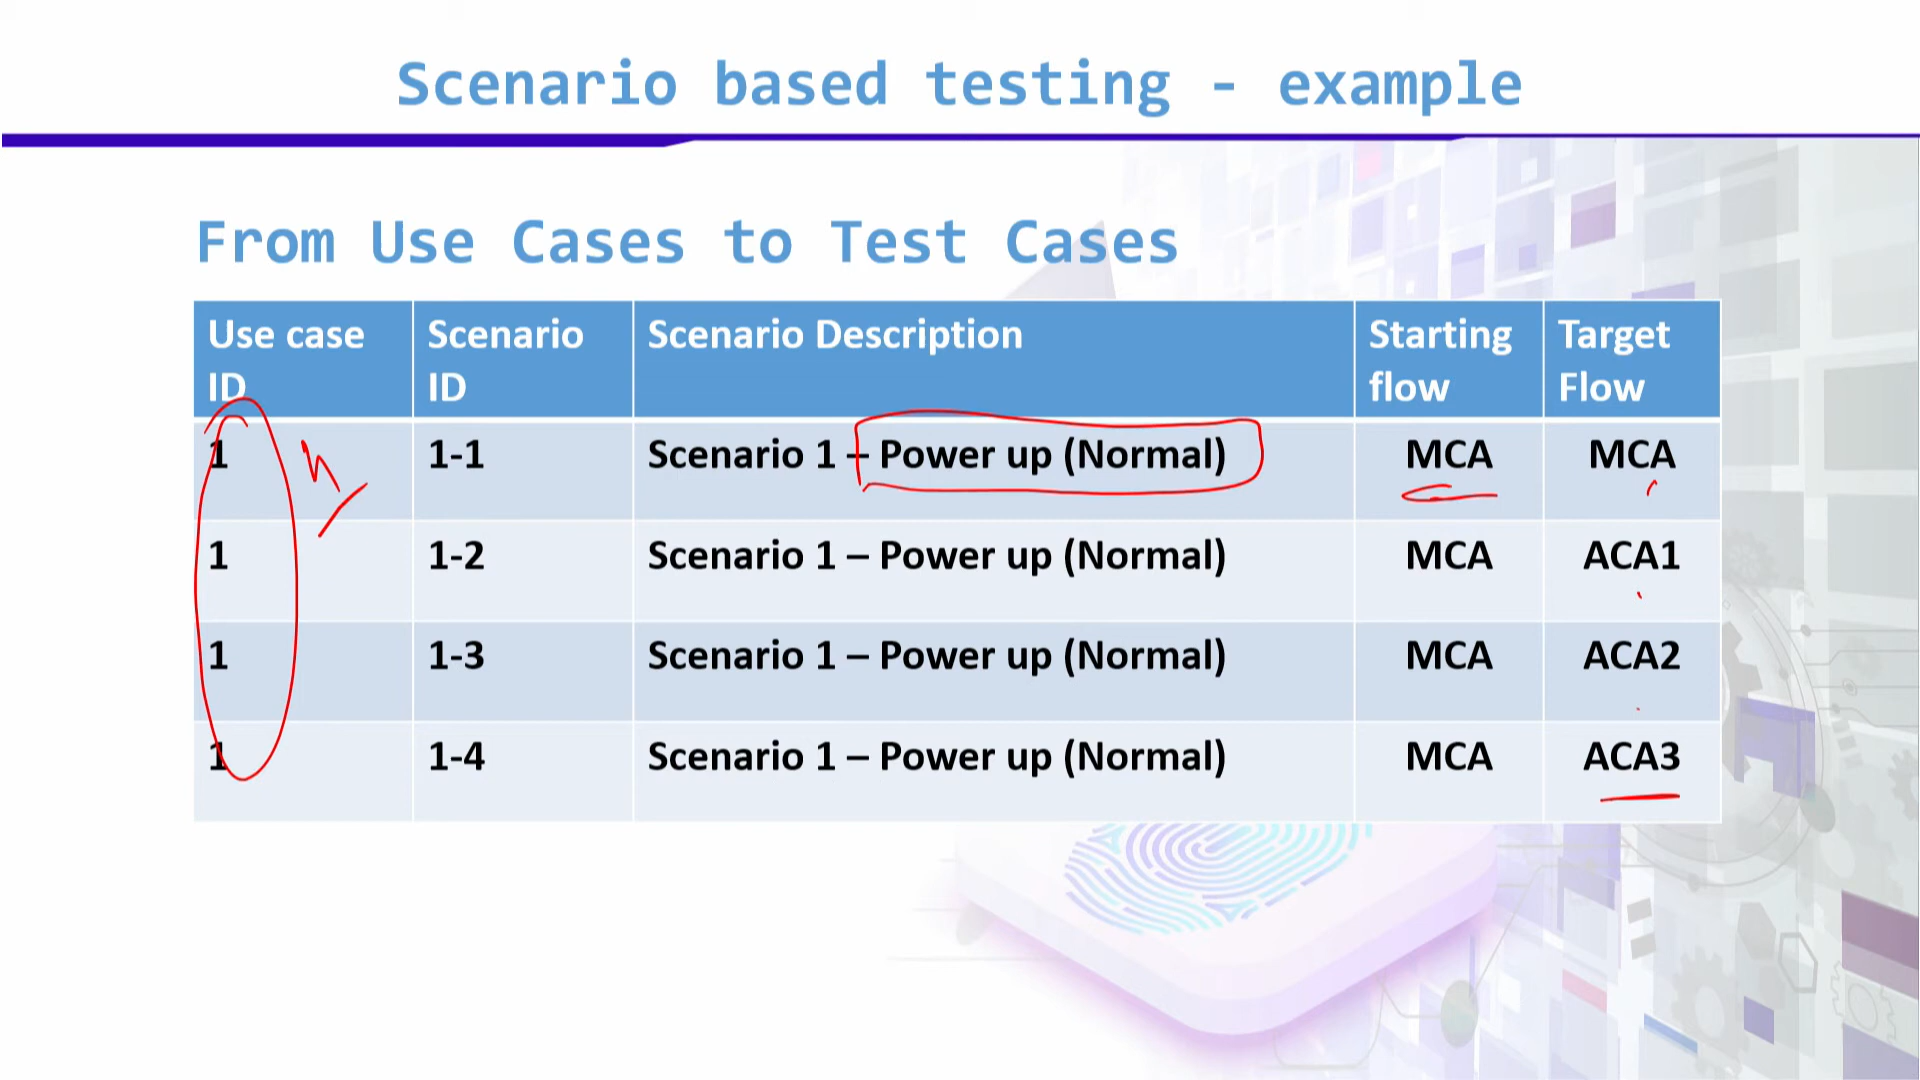 Scenario based testing - example
From Use Cases to Test Cases
Use case ID Scenario ID Scenario Description Starting flow Target Flow
1 1-1 Scenario 1 – Power up (Normal) MCA MCA
1 1-2 Scenario 1 – Power up (Normal) MCA ACA1
1 1-3 Scenario 1 – Power up (Normal) MCA ACA2
1 1-4 Scenario 1 – Power up (Normal) MCA ACA3